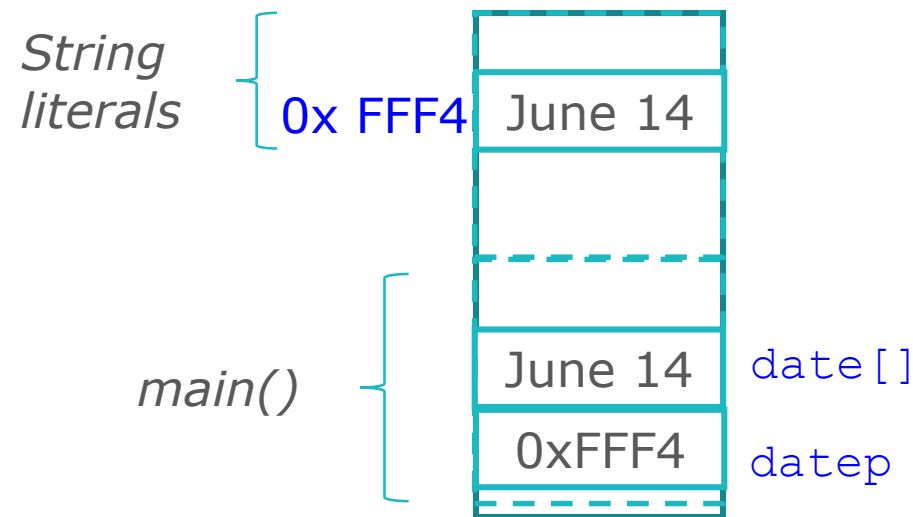 String
literals
0x FFF4
June 14
main()
June 14
date[]
0xFFF4
datep